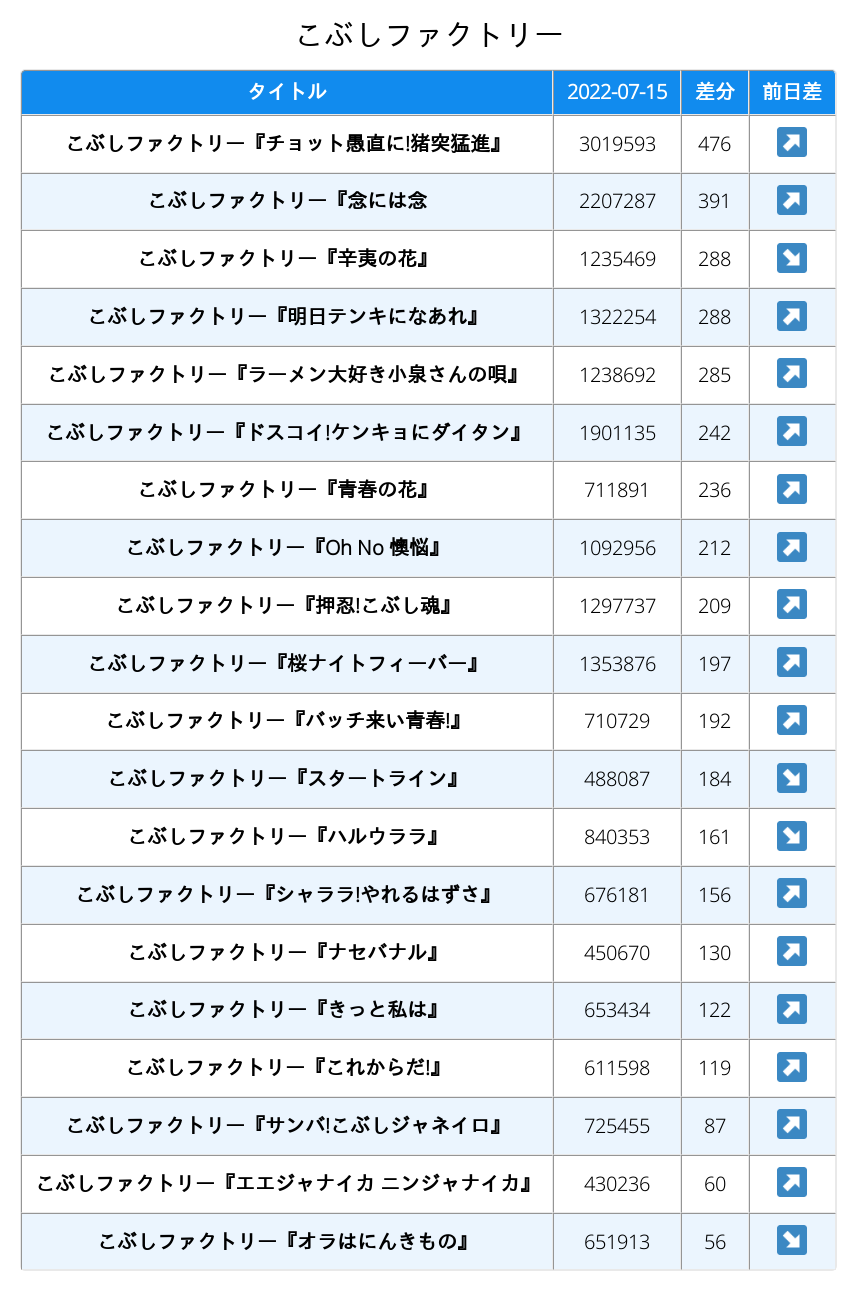 こぶしファクトリー
タイトル 2022-07-15 差分 前日差
こぶしファクトリー『チョット愚直に!猪突猛進』 3019593 476 ↗
こぶしファクトリー『念には念 2207287 391 ↗
こぶしファクトリー『辛夷の花』 1235469 288 ↘
こぶしファクトリー『明日テンキになあれ』 1322254 288 ↗
こぶしファクトリー『ラーメン大好き小泉さんの唄』 1238692 285 ↗
こぶしファクトリー『ドスコイ!ケンキョにダイタン』 1901135 242 ↗
こぶしファクトリー『青春の花』 711891 236 ↗
こぶしファクトリー『Oh No 懊悩』 1092956 212 ↗
こぶしファクトリー『押忍!こぶし魂』 1297737 209 ↗
こぶしファクトリー『桜ナイトフィーバー』 1353876 197 ↗
こぶしファクトリー『バッチ来い青春!』 710729 192 ↗
こぶしファクトリー『スタートライン』 488087 184 ↘
こぶしファクトリー『ハルウララ』 840353 161 ↘
こぶしファクトリー『シャララ!やれるはずさ』 676181 156 ↗
こぶしファクトリー『ナセバナル』 450670 130 ↗
こぶしファクトリー『きっと私は』 653434 122 ↗
こぶしファクトリー『これからだ!』 611598 119 ↗
こぶしファクトリー『サンバ!こぶしジャネイロ』 725455 87 ↗
こぶしファクトリー『エエジャナイカ ニンジャナイカ』 430236 60 ↗
こぶしファクトリー『オラはにんきもの』 651913 56 ↘